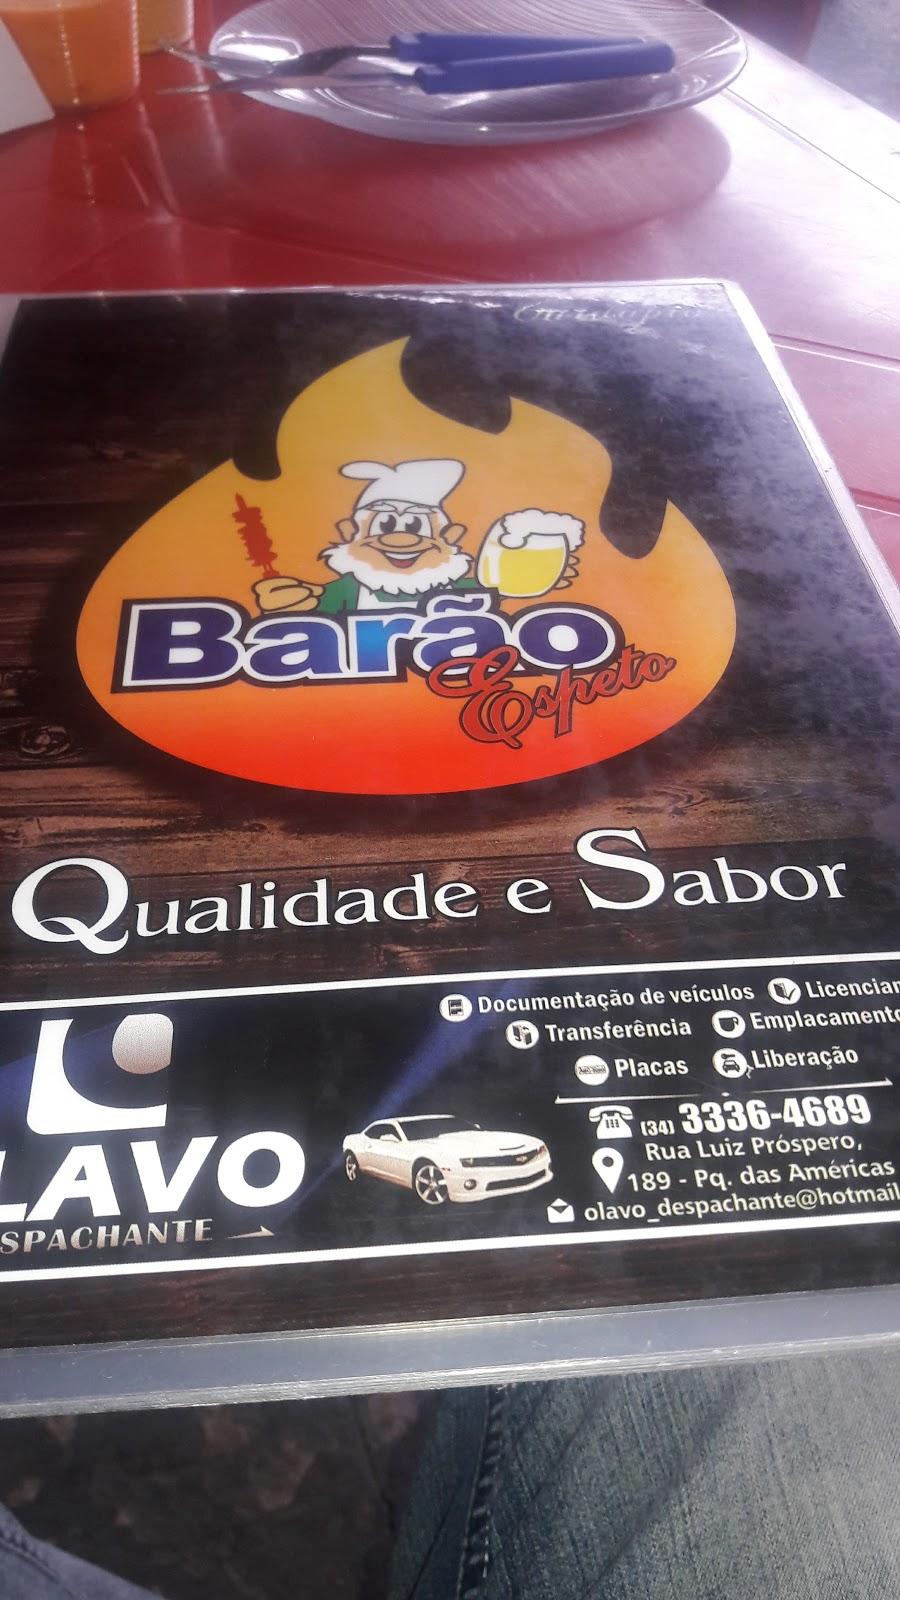 Barão
Espeto
Qualidade e Sabor
Documentação de veículos Licenciam
Transferência Emplacamento
Placas Liberação
LAVO
SPACHANTE
(34) 3336-4689
Rua Luiz Próspero,
189 - Pq. das Américas
olavo_despachante@hotmail